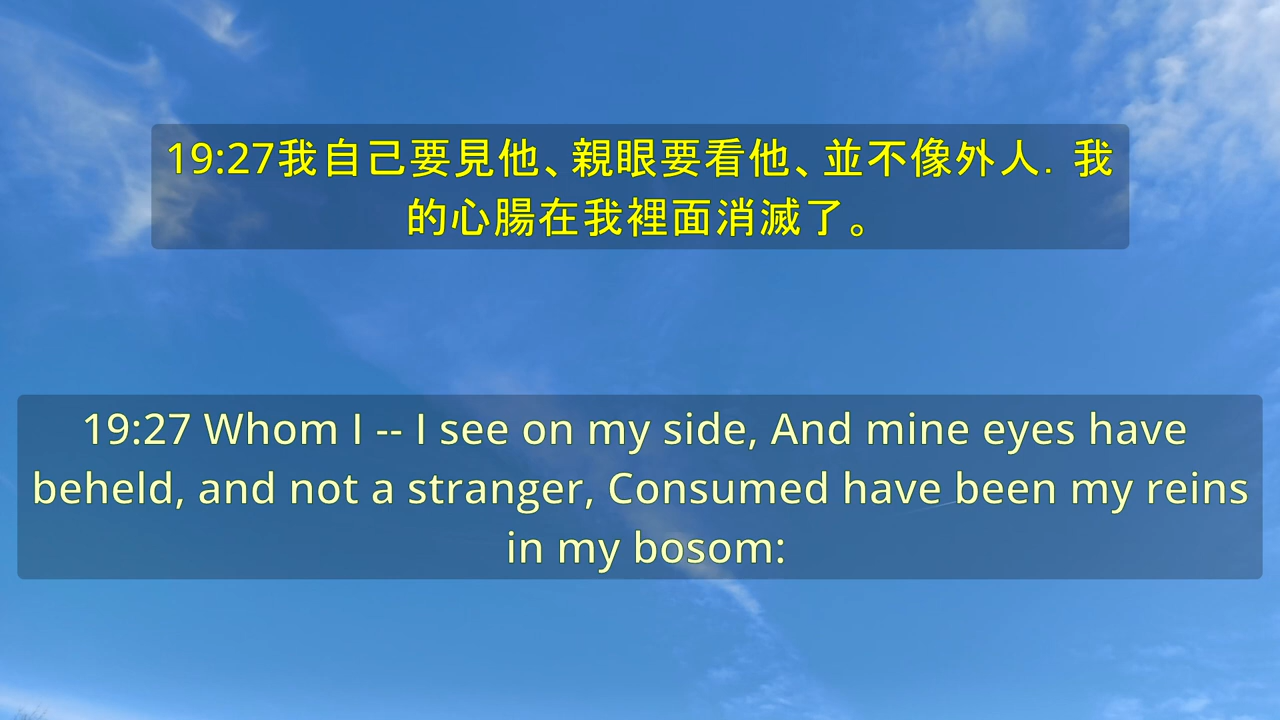 19:27我自己要見他、親眼要看他、並不像外人．我
的心腸在我裡面消滅了。
19:27 Whom I -- I see on my side, And mine eyes have
beheld, and not a stranger, Consumed have been my reins
in my bosom: